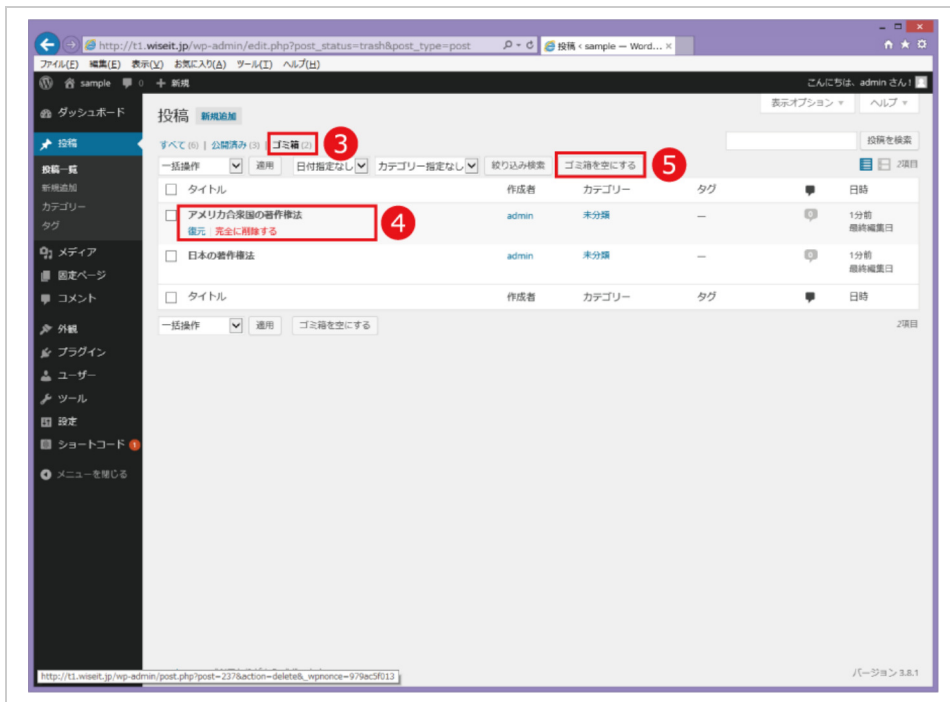 http://t1.wiseit.jp/wp-admin/edit.php?post_status=trash&post_type=post
投稿 ‹ sample — Word... ×
ファイル(F) 編集(E) 表示(V) お気に入り(A) ツール(T) ヘルプ(H)
sample 0 + 新規 こんにちは、admin さん!
ダッシュボード
投稿
投稿一覧
新規追加
カテゴリー
タグ
メディア
固定ページ
コメント
外観
プラグイン
ユーザー
ツール
設定
ショートコード 1
メニューを閉じる
表示オプション ▼ ヘルプ ▼
投稿 新規追加
すべて (6) | 公開済み (3) | ゴミ箱 (2) 3
投稿を検索
一括操作 適用 日付指定なし カテゴリー指定なし 絞り込み検索 ゴミ箱を空にする 5 2項目
タイトル 作成者 カテゴリー タグ 日時
アメリカ合衆国の著作権法 admin 未分類 — 0 1分前
復元 | 完全に削除する 4 最終編集日
日本の著作権法 admin 未分類 — 0 1分前
最終編集日
タイトル 作成者 カテゴリー タグ 日時
一括操作 適用 ゴミ箱を空にする 2項目
http://t1.wiseit.jp/wp-admin/post.php?post=237&action=delete&_wpnonce=979ac5f013
バージョン 3.8.1